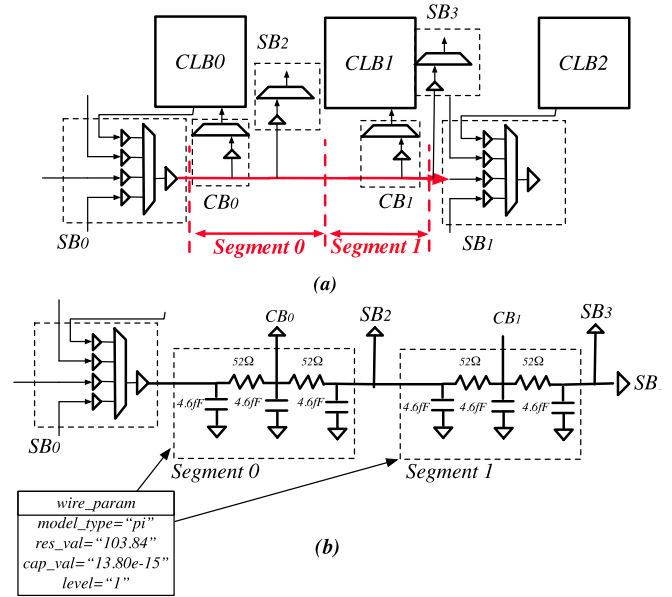 SB3
SB2
CLB0
CLB1
CLB2
SB0
CB0
CB1
SB1
Segment 0
Segment 1
(a)
CB0
SB2
CB1
SB3
52Ω
52Ω
52Ω
52Ω
4.6fF
4.6fF
4.6fF
4.6fF
4.6fF
4.6fF
SB0
Segment 0
Segment 1
wire_param
model_type="pi"
res_val="103.84"
cap_val="13.80e-15"
level="1"
(b)